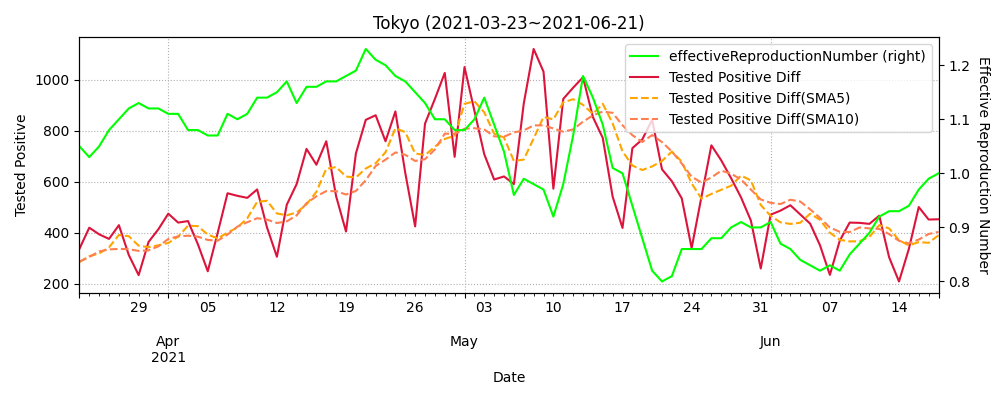 Tokyo (2021-03-23~2021-06-21)
effectiveReproductionNumber (right)
Tested Positive Diff
Tested Positive Diff(SMA5)
Tested Positive Diff(SMA10)
Tested Positive
1000
800
600
400
200
Effective Reproduction Number
1.2
1.1
1.0
0.9
0.8
29 05 12 19 26 03 10 17 24 31 07 14
Apr May Jun
2021
Date